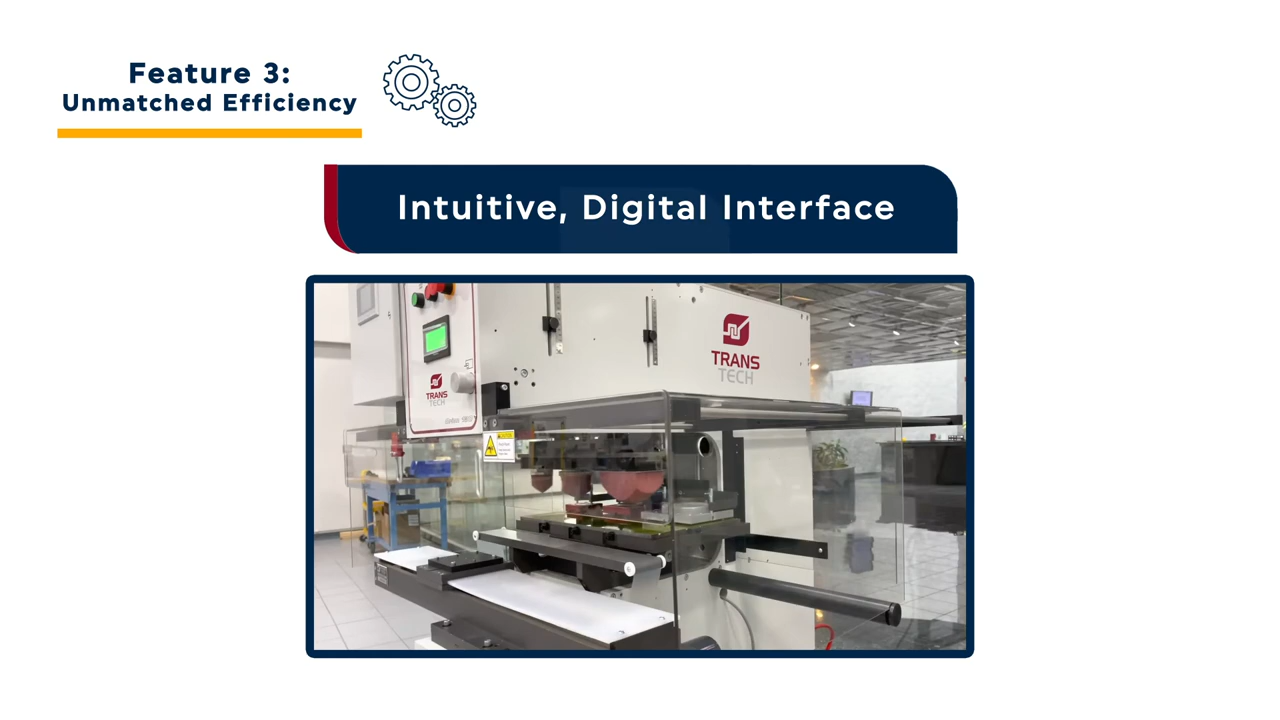 Feature 3:
Unmatched Efficiency
Intuitive, Digital Interface
TRANS
TECH
TRANS
TECH